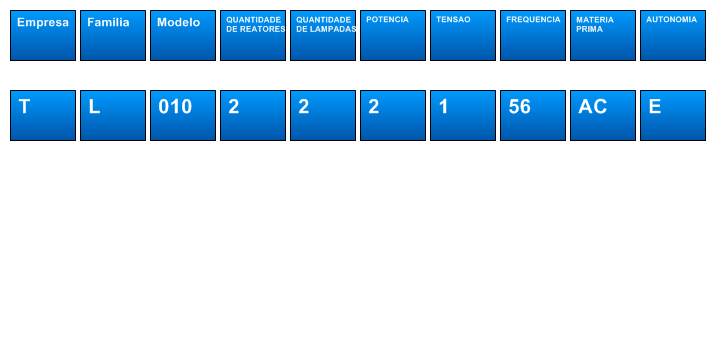 Empresa
Familia
Modelo
QUANTIDADE
DE REATORES
QUANTIDADE
DE LAMPADAS
POTENCIA
TENSAO
FREQUENCIA
MATERIA
PRIMA
AUTONOMIA
T
L
010
2
2
2
1
56
AC
E